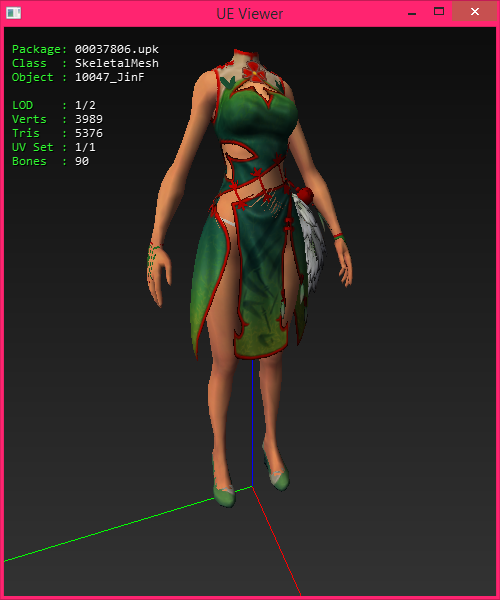 UE Viewer
Package: 00037806.upk
Class : SkeletalMesh
Object : 10047_JinF
LOD : 1/2
Verts : 3989
Tris : 5376
UV Set : 1/1
Bones : 90